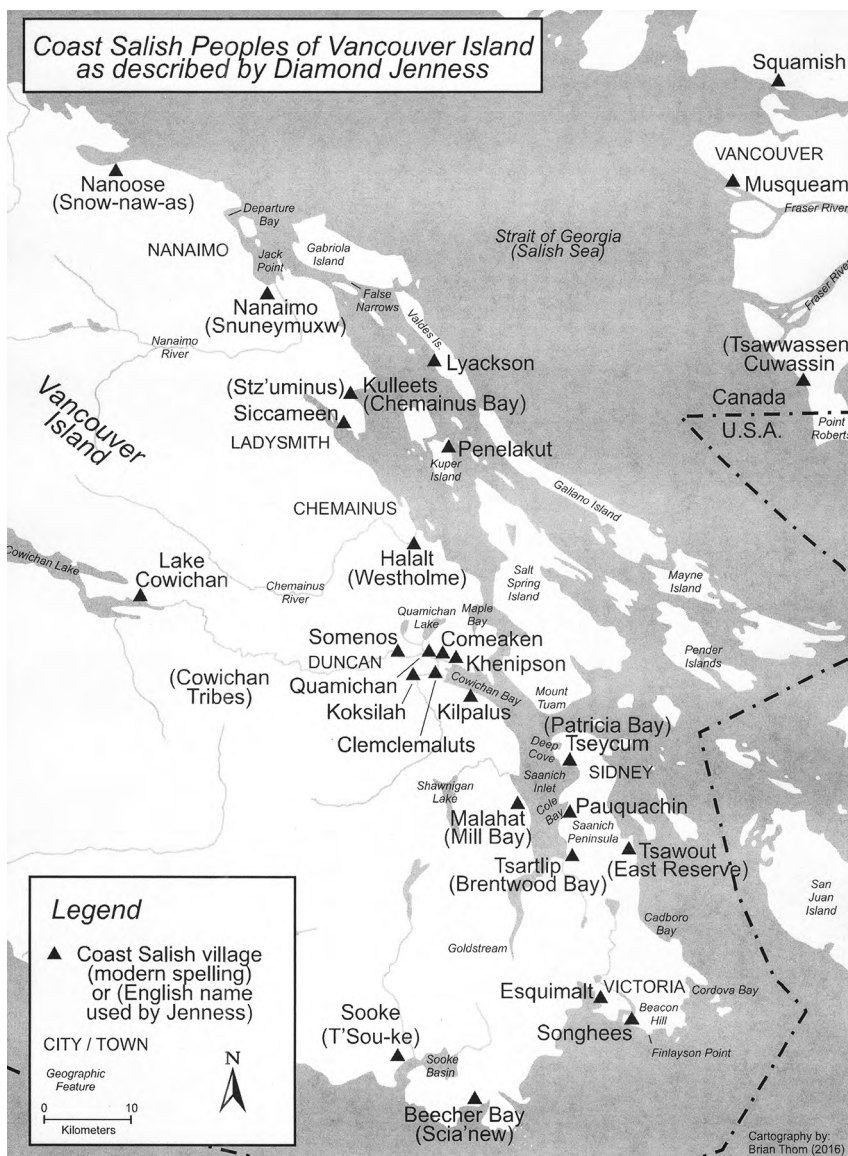 Coast Salish Peoples of Vancouver Island
as described by Diamond Jenness
Squamish
VANCOUVER
Musqueam
Fraser River
Fraser River
Nanoose
(Snow-naw-as)
Departure
Bay
NANAIMO
Jack
Point
Gabriola
Island
Strait of Georgia
(Salish Sea)
Nanaimo
(Snuneymuxw)
False
Narrows
Nanaimo
River
Valdes Is.
Lyackson
(Tsawwassen
Cuwassin
Canada
U.S.A.
Point
Roberts
Vancouver
Island
(Stz'uminus)
Kulleets
(Chemainus Bay)
Siccameen
LADYSMITH
Penelakut
Kuper
Island
Galiano Island
CHEMAINUS
Cowichan Lake
Lake
Cowichan
Chemainus
River
Halalt
(Westholme)
Salt
Spring
Island
Mayne
Island
Quamichan
Lake
Maple
Bay
Somenos
Comeaken
DUNCAN
Khenipson
Pender
Islands
(Cowichan
Tribes)
Quamichan
Koksilah
Cowichan Bay
Kilpalus
Clemclemaluts
Mount
Tuam
(Patricia Bay)
Tseycum
Deep
Cove
SIDNEY
Saanich
Inlet
Shawnigan
Lake
Cole
Bay
Pauquachin
Malahat
(Mill Bay)
Saanich
Peninsula
Tsartlip
(Brentwood Bay)
Tsawout
(East Reserve)
San
Juan
Island
Goldstream
Cadboro
Bay
Esquimalt
VICTORIA
Cordova Bay
Beacon
Hill
Songhees
Finlayson Point
Sooke
(T'Sou-ke)
Sooke
Basin
Beecher Bay
(Scia'new)
Legend
Coast Salish village
(modern spelling)
or (English name
used by Jenness)
CITY / TOWN
Geographic
Feature
N
0 10
Kilometers
Cartography by:
Brian Thom (2016)